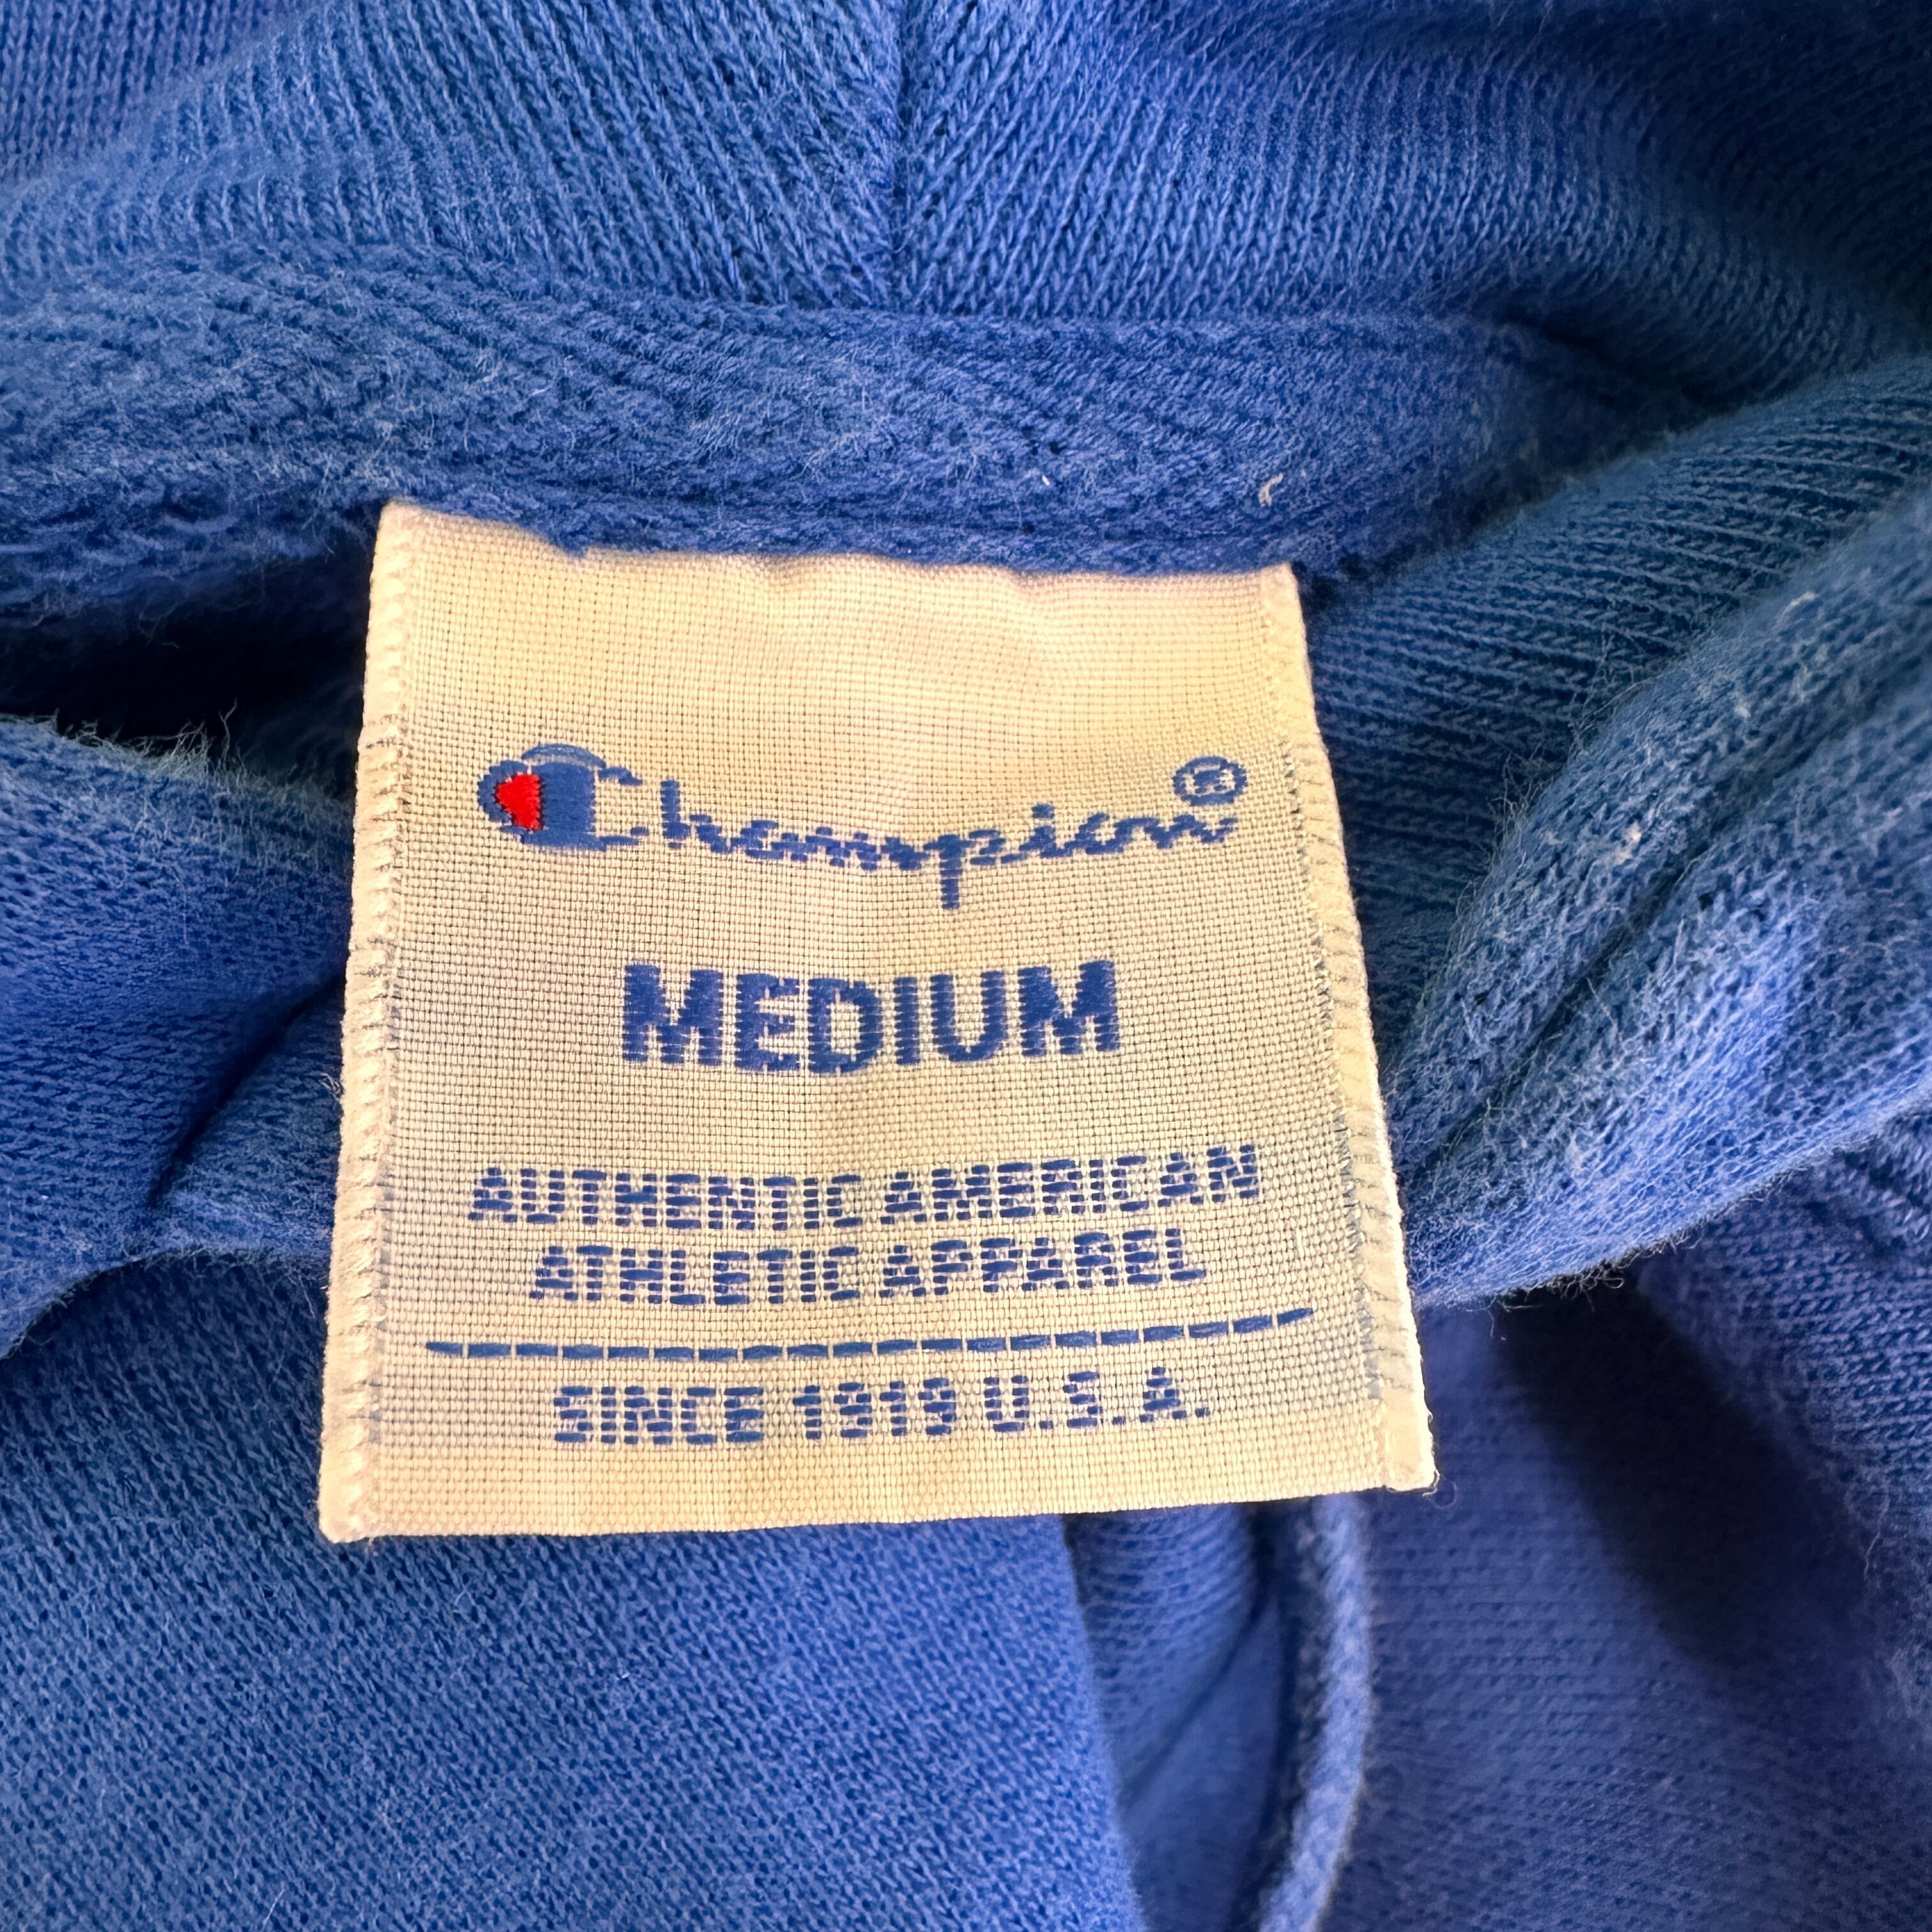 Champion®
MEDIUM
AUTHENTIC AMERICAN
ATHLETIC APPAREL
SINCE 1919 U.S.A.